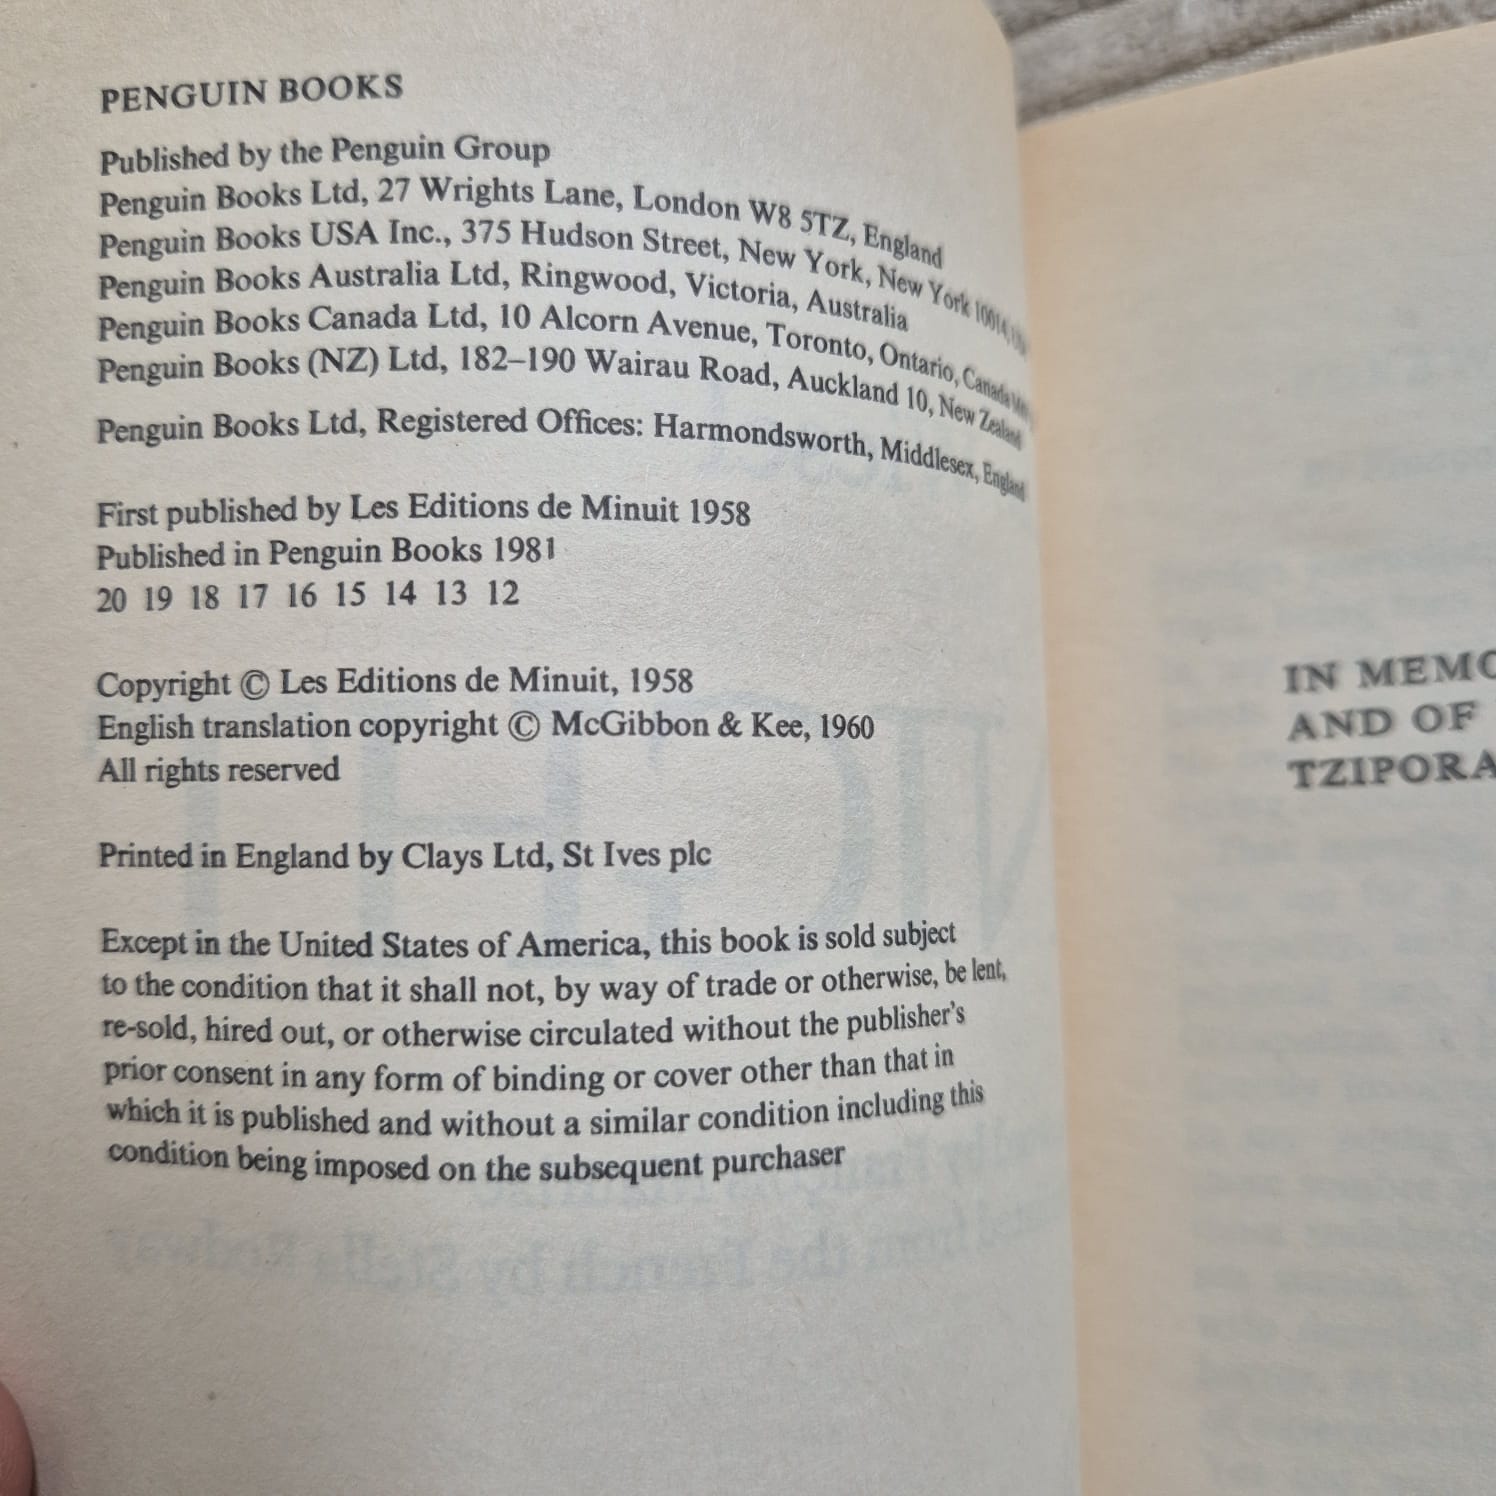 PENGUIN BOOKS
Published by the Penguin Group
Penguin Books Ltd, 27 Wrights Lane, London W8 5TZ, England
Penguin Books USA Inc., 375 Hudson Street, New York, New York 10014, USA
Penguin Books Australia Ltd, Ringwood, Victoria, Australia
Penguin Books Canada Ltd, 10 Alcorn Avenue, Toronto, Ontario, Canada
Penguin Books (NZ) Ltd, 182–190 Wairau Road, Auckland 10, New Zealand
Penguin Books Ltd, Registered Offices: Harmondsworth, Middlesex, England
First published by Les Editions de Minuit 1958
Published in Penguin Books 1981
20 19 18 17 16 15 14 13 12
Copyright © Les Editions de Minuit, 1958
English translation copyright © McGibbon & Kee, 1960
All rights reserved
Printed in England by Clays Ltd, St Ives plc
Except in the United States of America, this book is sold subject
to the condition that it shall not, by way of trade or otherwise, be lent,
re-sold, hired out, or otherwise circulated without the publisher's
prior consent in any form of binding or cover other than that in
which it is published and without a similar condition including this
condition being imposed on the subsequent purchaser
IN MEMO
AND OF
TZIPORA